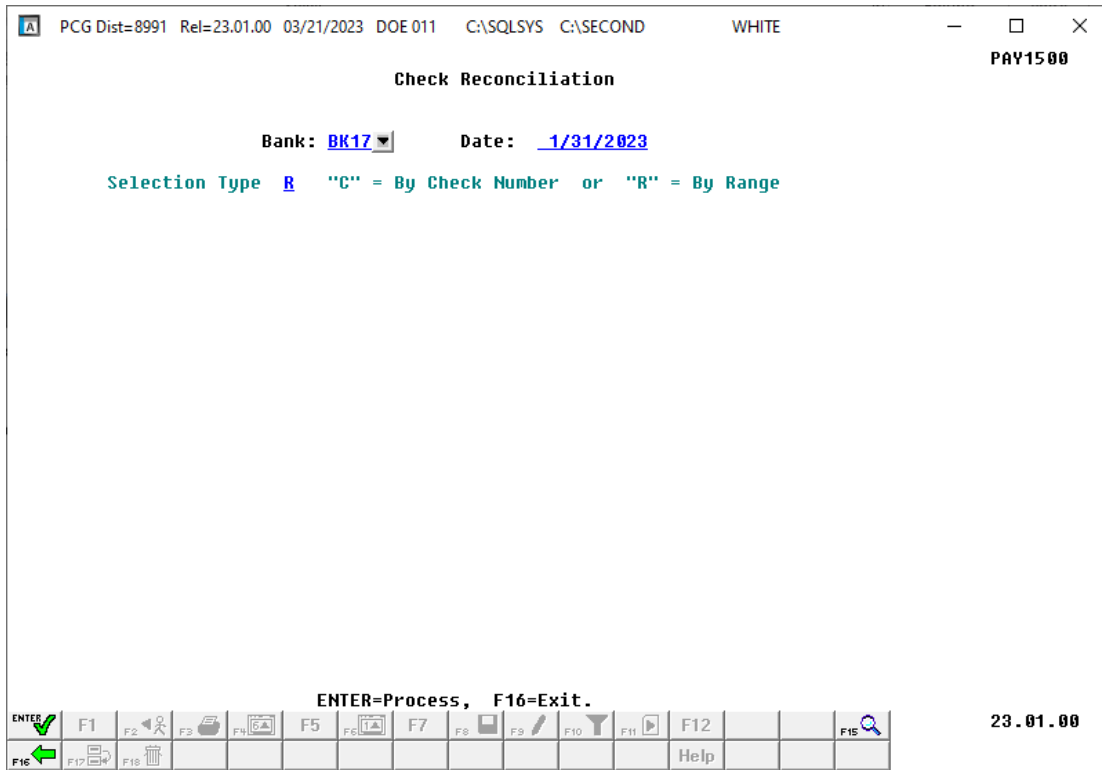 PCG Dist=8991 Rel=23.01.00 03/21/2023 DOE 011 C:\SQLSYS C:\SECOND WHITE
PAY1500
Check Reconciliation
Bank: BK17 Date: 1/31/2023
Selection Type R "C" = By Check Number or "R" = By Range
ENTER=Process, F16=Exit.
ENTER F1 F2 F3 F4 F5 F6 F7 F8 F9 F10 F11 F12 F15 23.01.00
F16 F17 F18 Help